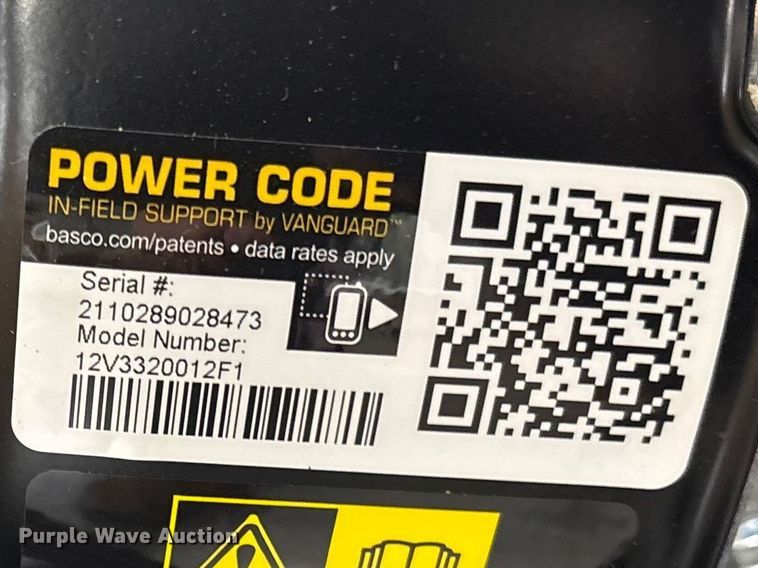 POWER CODE
IN-FIELD SUPPORT by VANGUARD™
basco.com/patents • data rates apply
Serial #:
2110289028473
Model Number:
12V3320012F1
Purple Wave Auction